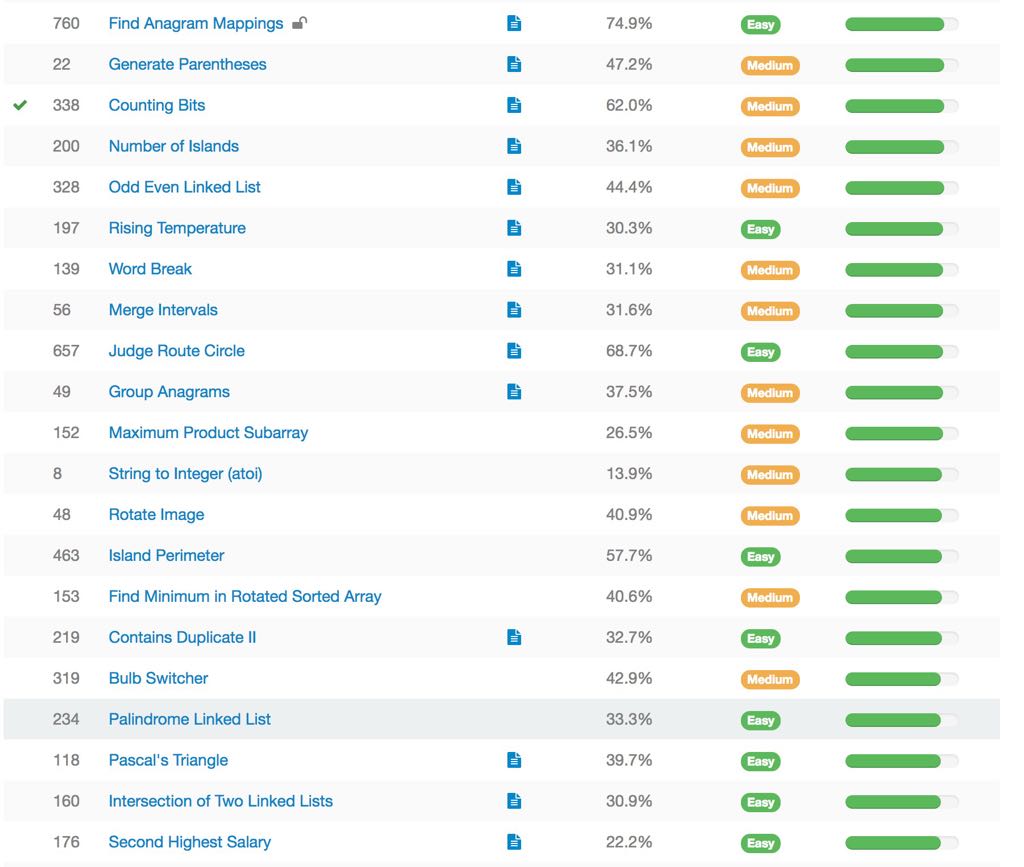 760 Find Anagram Mappings 74.9% Easy
22 Generate Parentheses 47.2% Medium
338 Counting Bits 62.0% Medium
200 Number of Islands 36.1% Medium
328 Odd Even Linked List 44.4% Medium
197 Rising Temperature 30.3% Easy
139 Word Break 31.1% Medium
56 Merge Intervals 31.6% Medium
657 Judge Route Circle 68.7% Easy
49 Group Anagrams 37.5% Medium
152 Maximum Product Subarray 26.5% Medium
8 String to Integer (atoi) 13.9% Medium
48 Rotate Image 40.9% Medium
463 Island Perimeter 57.7% Easy
153 Find Minimum in Rotated Sorted Array 40.6% Medium
219 Contains Duplicate II 32.7% Easy
319 Bulb Switcher 42.9% Medium
234 Palindrome Linked List 33.3% Easy
118 Pascal's Triangle 39.7% Easy
160 Intersection of Two Linked Lists 30.9% Easy
176 Second Highest Salary 22.2% Easy